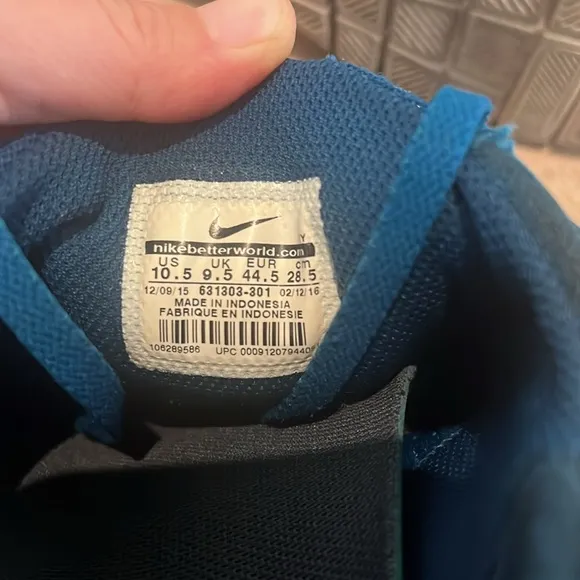 Y
nikebetterworld.com
US UK EUR cm
10.5 9.5 44.5 28.5
12/09/15 631303-301 02/12/16
MADE IN INDONESIA
FABRIQUE EN INDONESIE
106289586 UPC 0009120794408